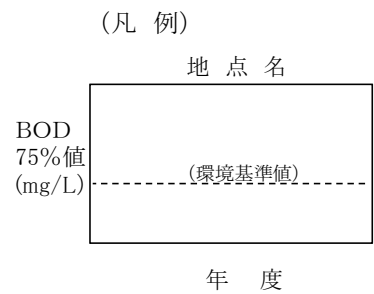 (凡 例)
地 点 名
BOD
75%値
(mg/L)
(環境基準値)
年 度